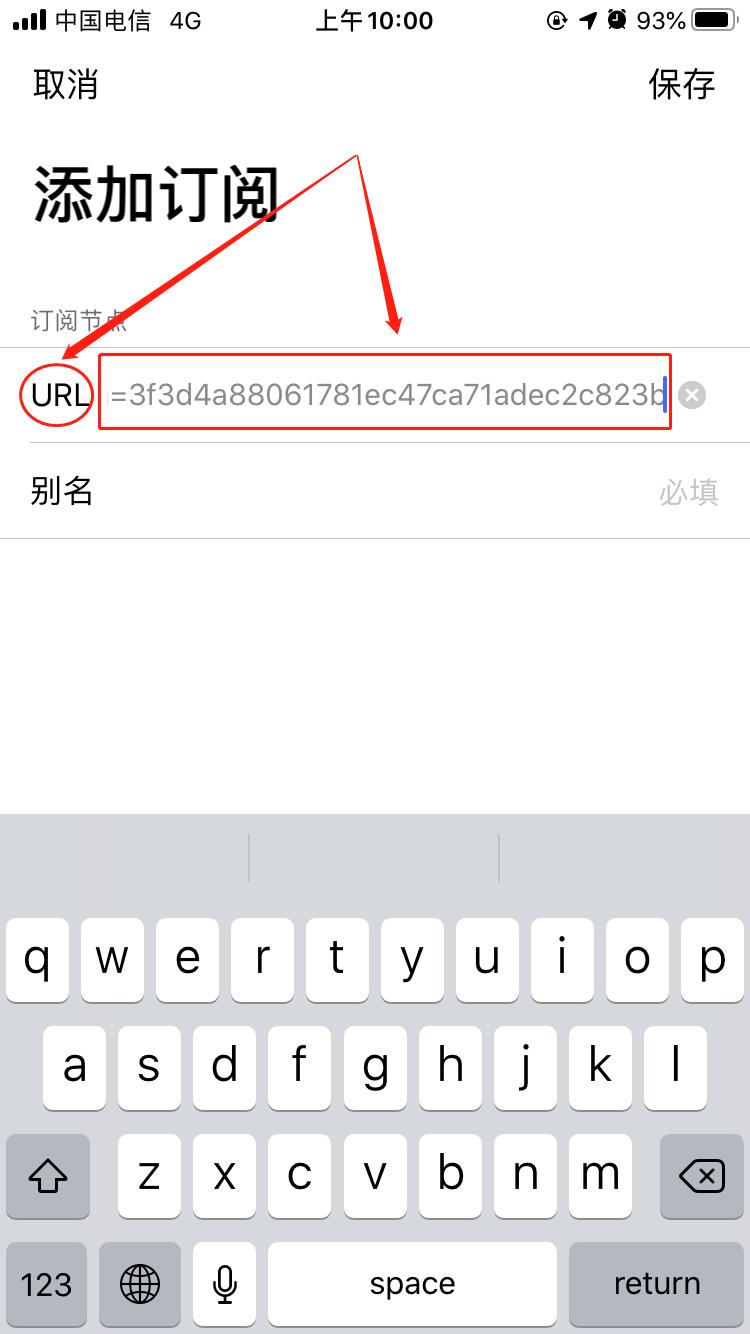 中国电信 4G 上午10:00 93%
取消 保存
添加订阅
订阅节点
URL =3f3d4a88061781ec47ca71adec2c823b
别名 必填
q w e r t y u i o p
a s d f g h j k l
z x c v b n m
123 space return